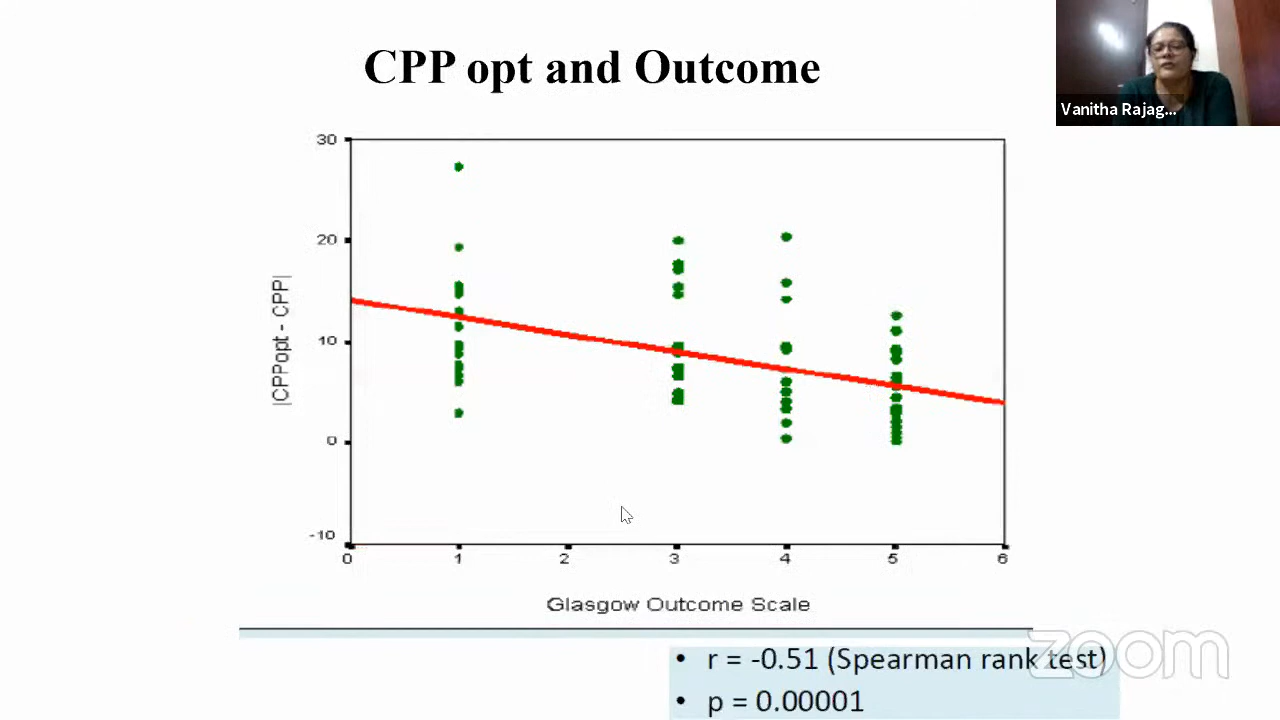 CPP opt and Outcome
Vanitha Rajag...
30
20
10
0
-10
|CPPopt - CPP|
0 1 2 3 4 5 6
Glasgow Outcome Scale
• r = -0.51 (Spearman rank test)
• p = 0.00001
zoom